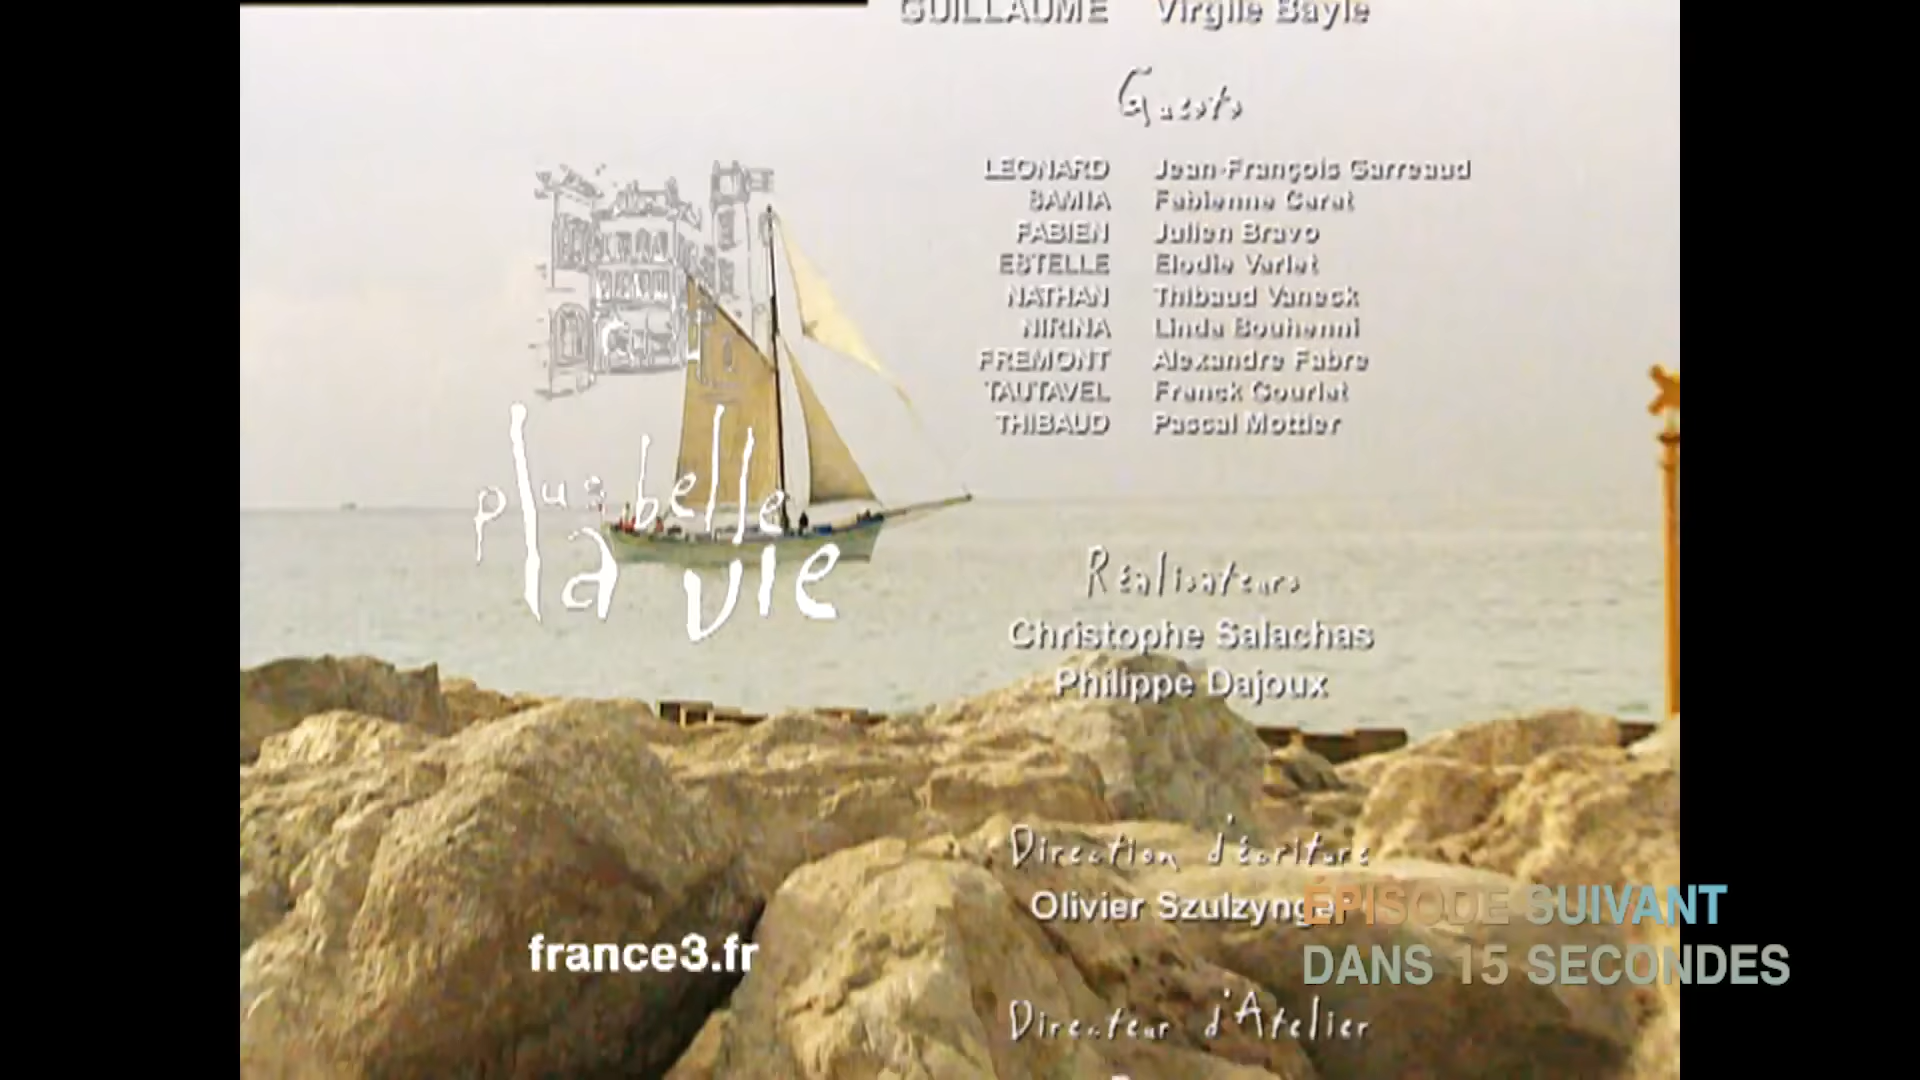 GUILLAUME Virgile Bayle
Guests
LEONARD Jean-François Garreaud
SAMIA Fabienne Carat
FABIEN Julien Bravo
ESTELLE Elodie Varlet
NATHAN Thibaud Vaneck
NIRINA Linda Bouhenni
FREMONT Alexandre Fabre
TAUTAVEL Franck Gourlat
THIBAUD Pascal Mottier
plus belle
la vie
Réalisateurs
Christophe Salachas
Philippe Dajoux
Direction d'écriture
Olivier Szulzynger
ÉPISODE SUIVANT
DANS 15 SECONDES
france3.fr
Directeur d'Atelier